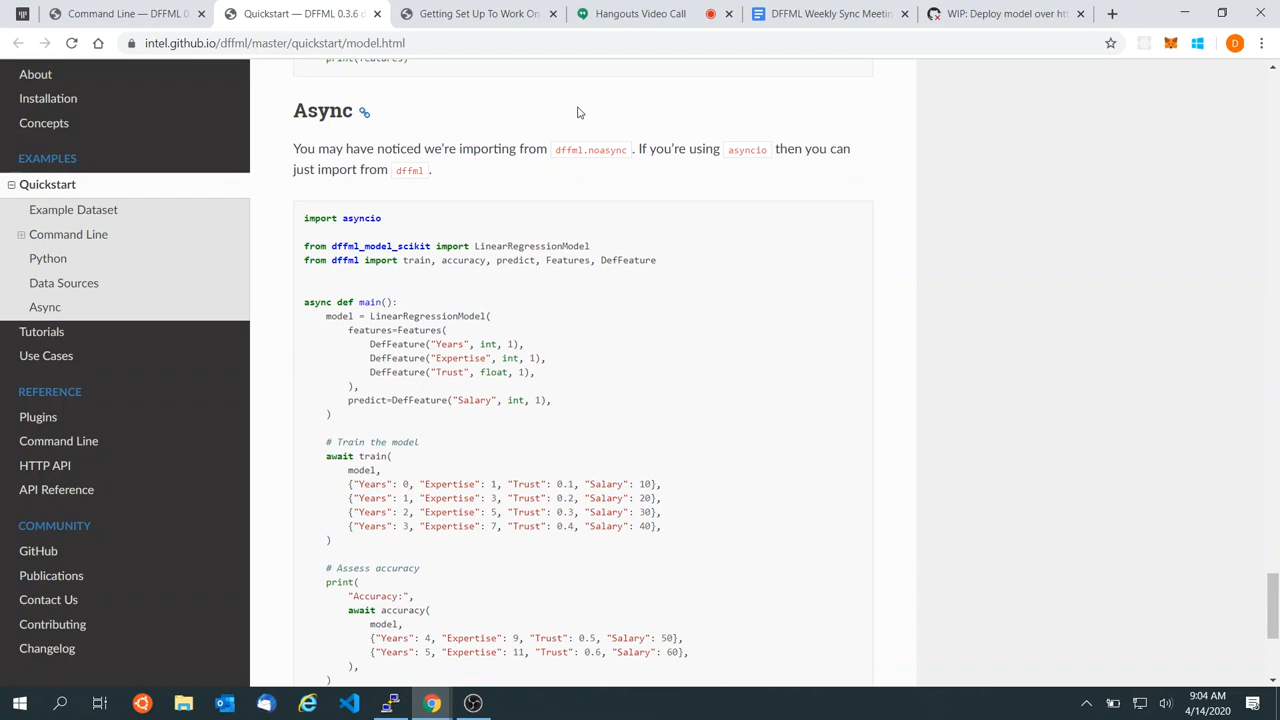 Command Line — DFFML 0
Quickstart — DFFML 0.3.6 d
Getting Set Up To Work On
Hangouts Video Call
DFFML Weekly Sync Meetin
WIP: Deploy model over ht
intel.github.io/dffml/master/quickstart/model.html
D
About
Installation
Concepts
EXAMPLES
Quickstart
Example Dataset
Command Line
Python
Data Sources
Async
Tutorials
Use Cases
REFERENCE
Plugins
Command Line
HTTP API
API Reference
COMMUNITY
GitHub
Publications
Contact Us
Contributing
Changelog
print(features)
Async
You may have noticed we're importing from dffml.noasync. If you're using asyncio then you can
just import from dffml.
import asyncio
from dffml_model_scikit import LinearRegressionModel
from dffml import train, accuracy, predict, Features, DefFeature
async def main():
model = LinearRegressionModel(
features=Features(
DefFeature("Years", int, 1),
DefFeature("Expertise", int, 1),
DefFeature("Trust", float, 1),
),
predict=DefFeature("Salary", int, 1),
)
# Train the model
await train(
model,
{"Years": 0, "Expertise": 1, "Trust": 0.1, "Salary": 10},
{"Years": 1, "Expertise": 3, "Trust": 0.2, "Salary": 20},
{"Years": 2, "Expertise": 5, "Trust": 0.3, "Salary": 30},
{"Years": 3, "Expertise": 7, "Trust": 0.4, "Salary": 40},
)
# Assess accuracy
print(
"Accuracy:",
await accuracy(
model,
{"Years": 4, "Expertise": 9, "Trust": 0.5, "Salary": 50},
{"Years": 5, "Expertise": 11, "Trust": 0.6, "Salary": 60},
),
)
9:04 AM
4/14/2020